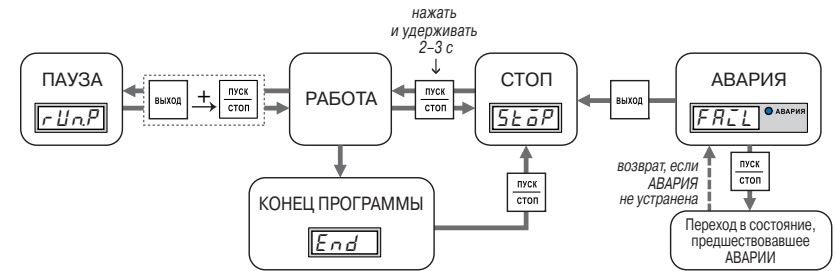 нажать
и удерживать
2–3 с
ПАУЗА
rUn.P
ВЫХОД
+
ПУСК
СТОП
РАБОТА
ПУСК
СТОП
СТОП
StoP
ВЫХОД
АВАРИЯ
FAIL
АВАРИЯ
КОНЕЦ ПРОГРАММЫ
End
ПУСК
СТОП
возврат, если
АВАРИЯ
не устранена
ПУСК
СТОП
Переход в состояние,
предшествовавшее
АВАРИИ